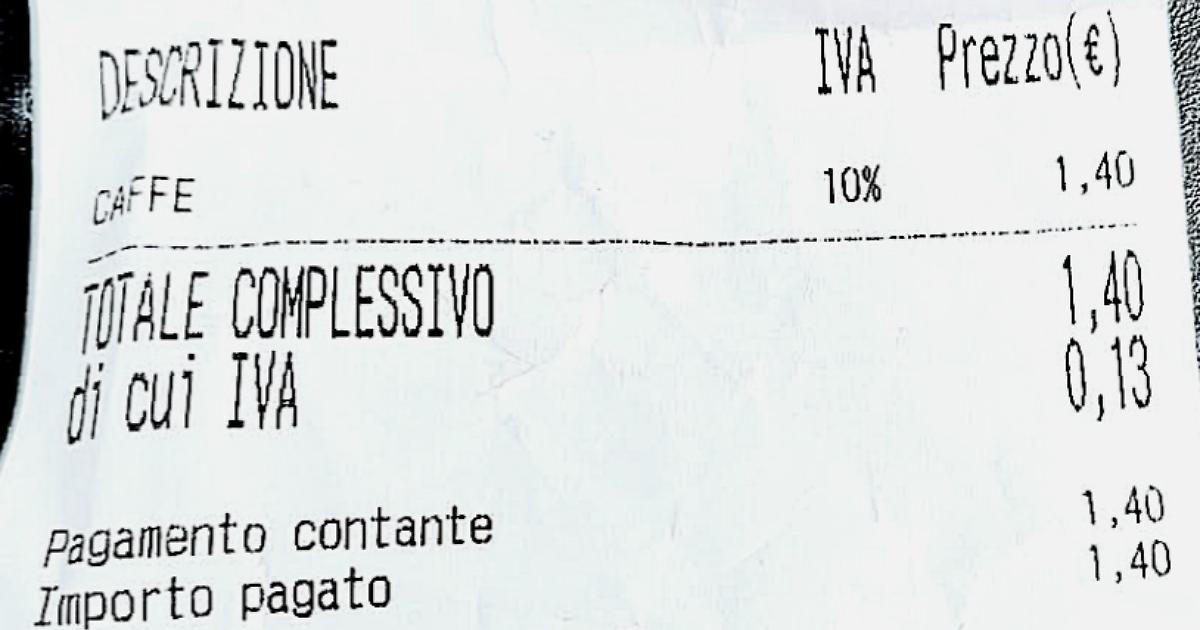 DESCRIZIONE IVA Prezzo(€)
CAFFE 10% 1,40
TOTALE COMPLESSIVO 1,40
di cui IVA 0,13
Pagamento contante 1,40
Importo pagato 1,40